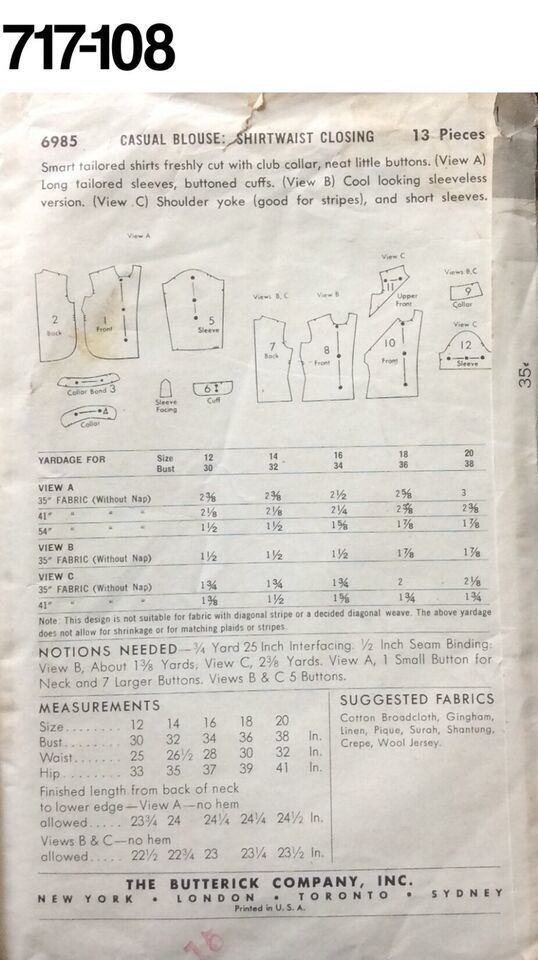 717-108
6985 CASUAL BLOUSE: SHIRTWAIST CLOSING 13 Pieces
Smart tailored shirts freshly cut with club collar, neat little buttons. (View A)
Long tailored sleeves, buttoned cuffs. (View B) Cool looking sleeveless
version. (View C) Shoulder yoke (good for stripes), and short sleeves.
View A
View C
Views B,C
Views B, C
View B
View C
2
Back
1
Front
5
Sleeve
7
Back
8
Front
11
Upper
Front
10
Front
9
Collar
12
Sleeve
Collar Band 3
4
Collar
Sleeve
Facing
6
Cuff
35¢
YARDAGE FOR Size 12 14 16 18 20
Bust 30 32 34 36 38
VIEW A
35" FABRIC (Without Nap) 2⅜ 2⅜ 2½ 2⅝ 3
41" " " " 2⅛ 2⅛ 2¼ 2⅜ 2⅜
54" " " " 1½ 1½ 1⅝ 1⅞ 1⅞
VIEW B
35" FABRIC (Without Nap) 1½ 1½ 1½ 1⅞ 1⅞
VIEW C
35" FABRIC (Without Nap) 1¾ 1¾ 1¾ 2 2⅛
41" " " " 1⅜ 1½ 1⅝ 1¾ 1¾
Note: This design is not suitable for fabric with diagonal stripe or a decided diagonal weave. The above yardage
does not allow for shrinkage or for matching plaids or stripes.
NOTIONS NEEDED—¾ Yard 25 Inch Interfacing. ½ Inch Seam Binding:
View B, About 1⅜ Yards; View C, 2⅜ Yards. View A, 1 Small Button for
Neck and 7 Larger Buttons. Views B & C 5 Buttons.
MEASUREMENTS
Size........ 12 14 16 18 20
Bust........ 30 32 34 36 38 In.
Waist....... 25 26½ 28 30 32 In.
Hip......... 33 35 37 39 41 In.
Finished length from back of neck
to lower edge—View A—no hem
allowed..... 23¾ 24 24¼ 24¼ 24½ In.
Views B & C—no hem
allowed..... 22½ 22¾ 23 23¼ 23½ In.
SUGGESTED FABRICS
Cotton Broadcloth, Gingham,
Linen, Pique, Surah, Shantung,
Crepe, Wool Jersey.
THE BUTTERICK COMPANY, INC.
NEW YORK • LONDON • TORONTO • SYDNEY
Printed in U. S. A.